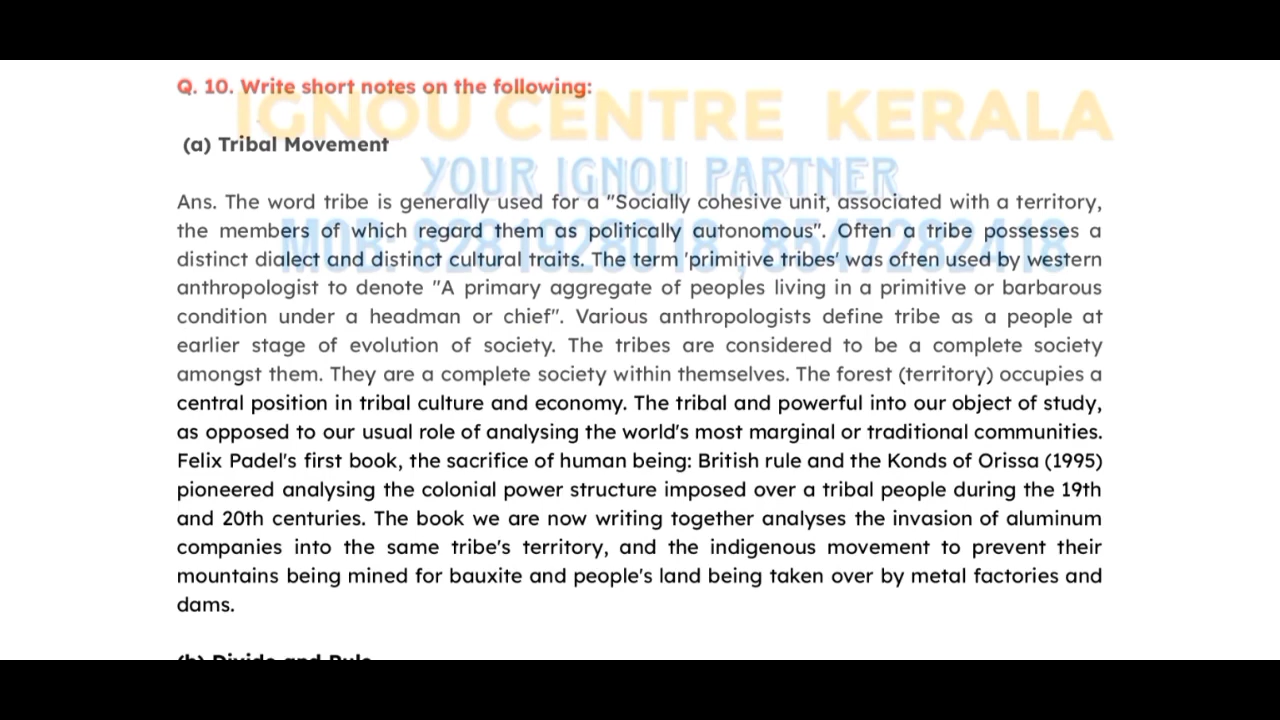 Q. 10. Write short notes on the following:
IGNOU CENTRE KERALA
(a) Tribal Movement
YOUR IGNOU PARTNER
Ans. The word tribe is generally used for a "Socially cohesive unit, associated with a territory,
the members of which regard them as politically autonomous". Often a tribe possesses a
distinct dialect and distinct cultural traits. The term 'primitive tribes' was often used by western
anthropologist to denote "A primary aggregate of peoples living in a primitive or barbarous
condition under a headman or chief". Various anthropologists define tribe as a people at
earlier stage of evolution of society. The tribes are considered to be a complete society
amongst them. They are a complete society within themselves. The forest (territory) occupies a
central position in tribal culture and economy. The tribal and powerful into our object of study,
as opposed to our usual role of analysing the world's most marginal or traditional communities.
Felix Padel's first book, the sacrifice of human being: British rule and the Konds of Orissa (1995)
pioneered analysing the colonial power structure imposed over a tribal people during the 19th
and 20th centuries. The book we are now writing together analyses the invasion of aluminum
companies into the same tribe's territory, and the indigenous movement to prevent their
mountains being mined for bauxite and people's land being taken over by metal factories and
dams.
(b) Divide and Rule